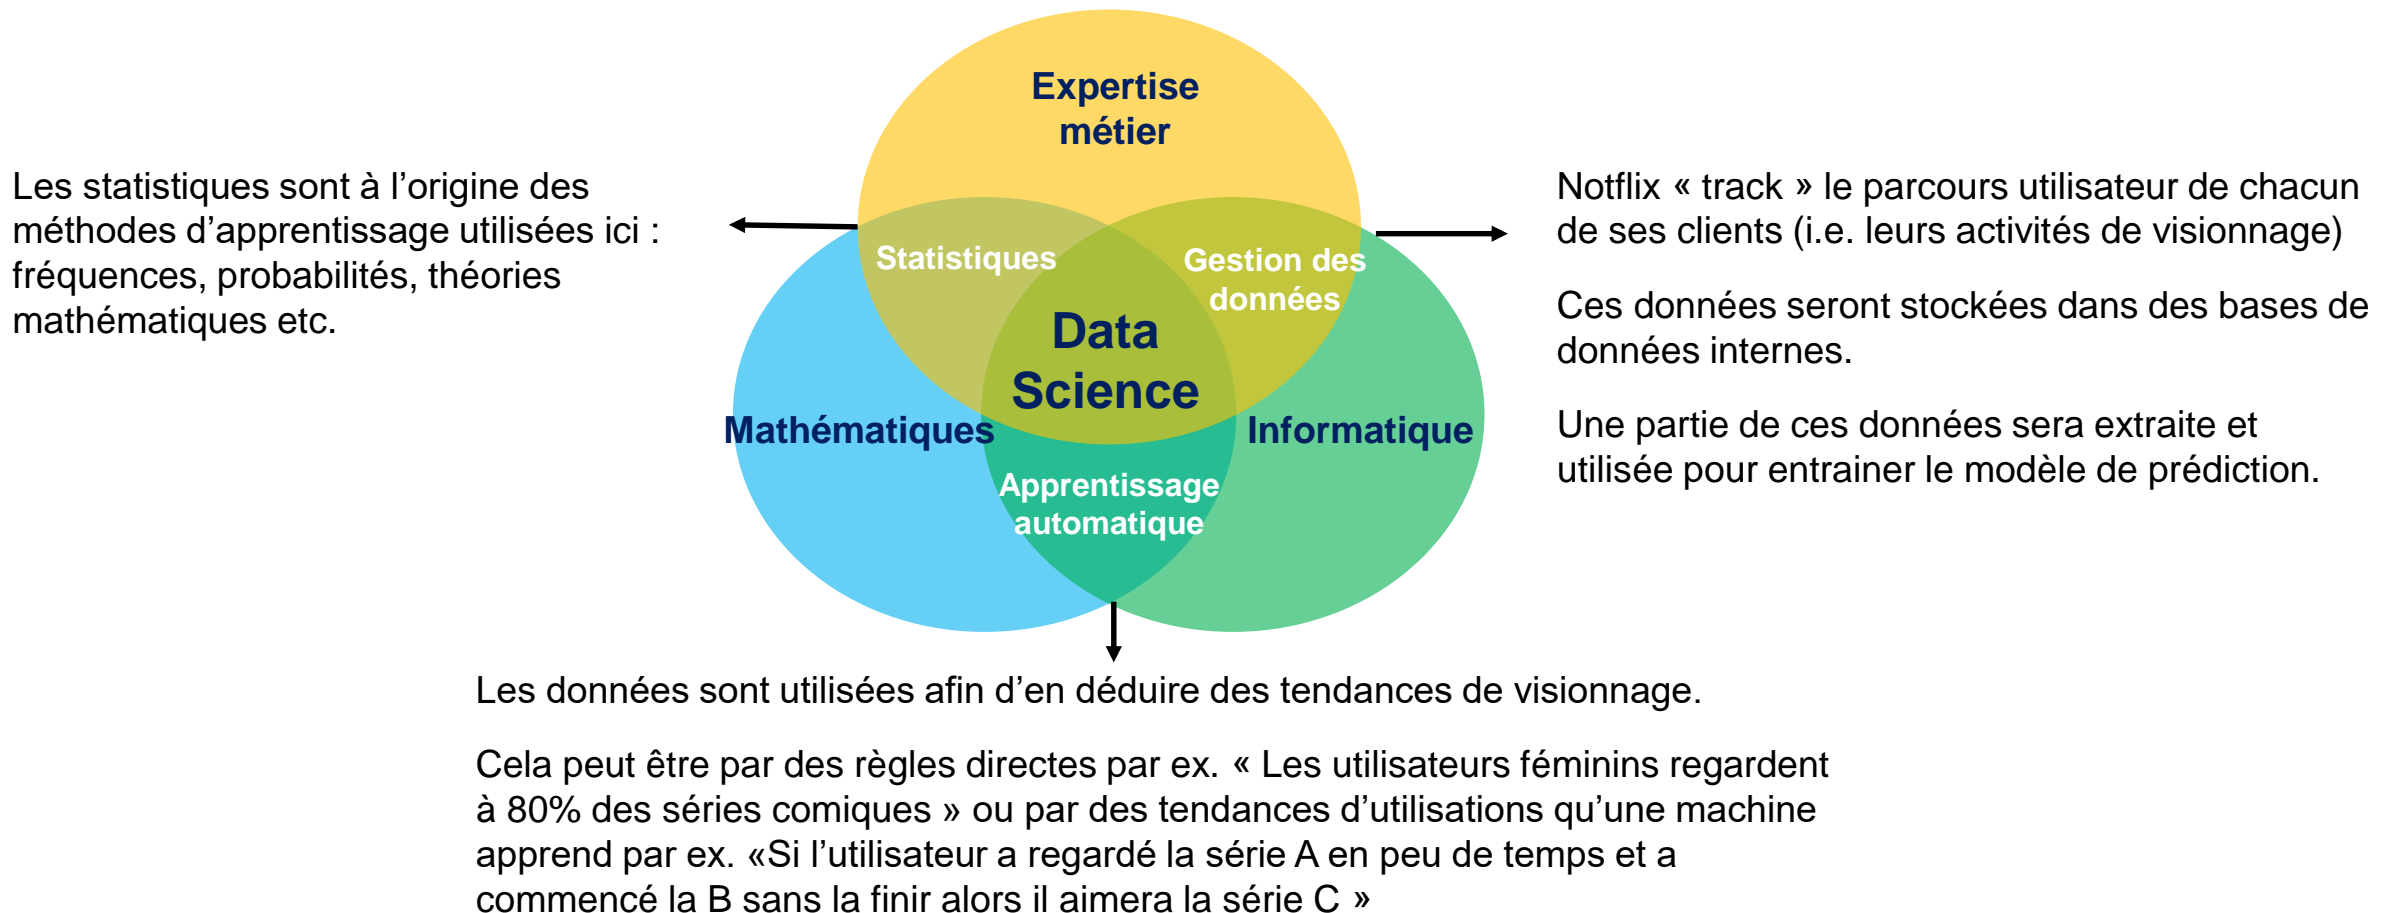 Expertise
métier
Les statistiques sont à l’origine des
méthodes d’apprentissage utilisées ici :
fréquences, probabilités, théories
mathématiques etc.
Statistiques
Gestion des
données
Data
Science
Mathématiques
Informatique
Apprentissage
automatique
Notflix « track » le parcours utilisateur de chacun
de ses clients (i.e. leurs activités de visionnage)
Ces données seront stockées dans des bases de
données internes.
Une partie de ces données sera extraite et
utilisée pour entrainer le modèle de prédiction.
Les données sont utilisées afin d’en déduire des tendances de visionnage.
Cela peut être par des règles directes par ex. « Les utilisateurs féminins regardent
à 80% des séries comiques » ou par des tendances d’utilisations qu’une machine
apprend par ex. «Si l’utilisateur a regardé la série A en peu de temps et a
commencé la B sans la finir alors il aimera la série C »